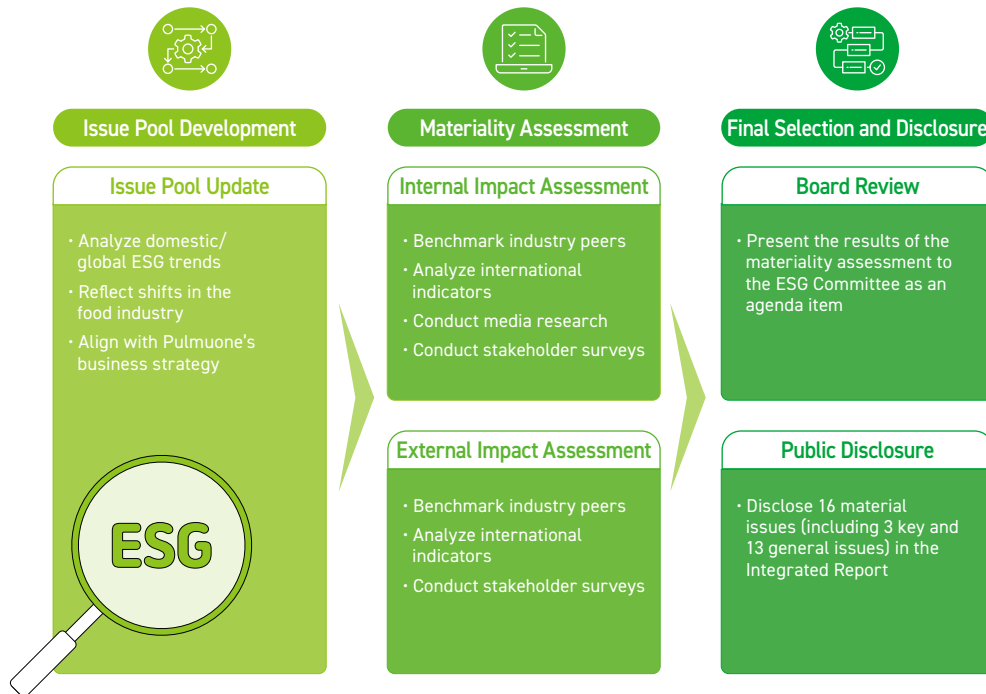 Issue Pool Development
Issue Pool Update
· Analyze domestic/
global ESG trends
· Reflect shifts in the
food industry
· Align with Pulmuone’s
business strategy
ESG
Materiality Assessment
Internal Impact Assessment
· Benchmark industry peers
· Analyze international
indicators
· Conduct media research
· Conduct stakeholder surveys
External Impact Assessment
· Benchmark industry peers
· Analyze international
indicators
· Conduct stakeholder surveys
Final Selection and Disclosure
Board Review
· Present the results of the
materiality assessment to
the ESG Committee as an
agenda item
Public Disclosure
· Disclose 16 material
issues (including 3 key and
13 general issues) in the
Integrated Report